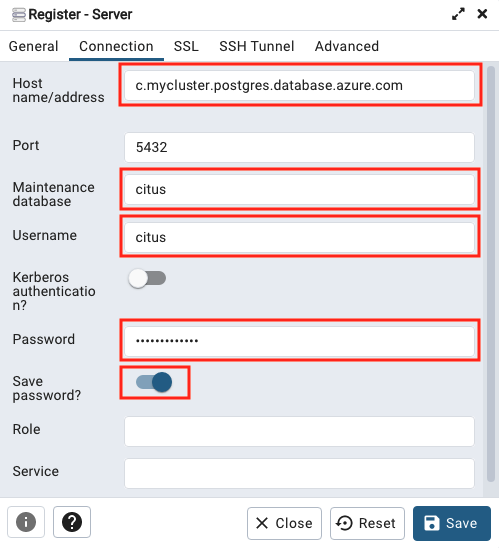 Register - Server
General Connection SSL SSH Tunnel Advanced
Host
name/address
c.mycluster.postgres.database.azure.com
Port
5432
Maintenance
database
citus
Username
citus
Kerberos
authenticatio
n?
Password
•••••••••••••
Save
password?
Role
Service
Close
Reset
Save